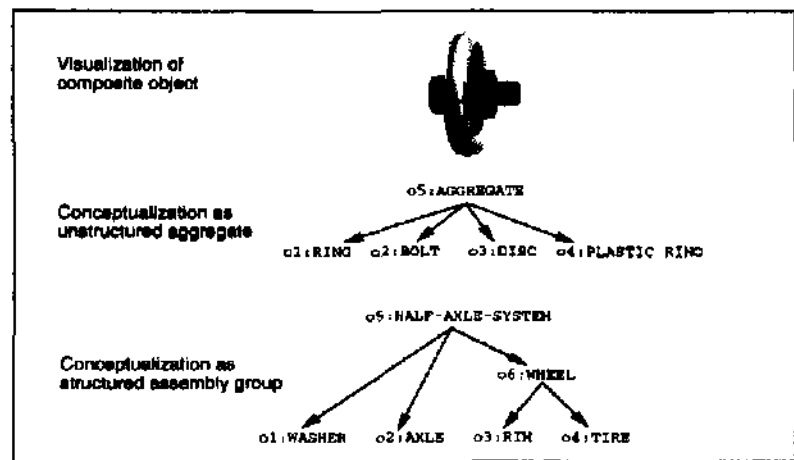 Visualization of
composite object
o5:AGGREGATE
Conceptualization as
unstructured aggregate
o1:RING o2:BOLT o3:DISC o4:PLASTIC RING
o5:HALF-AXLE-SYSTEM
Conceptualization as
structured assembly group
o6:WHEEL
o1:WASHER o2:AXLE o3:RIM o4:TIRE